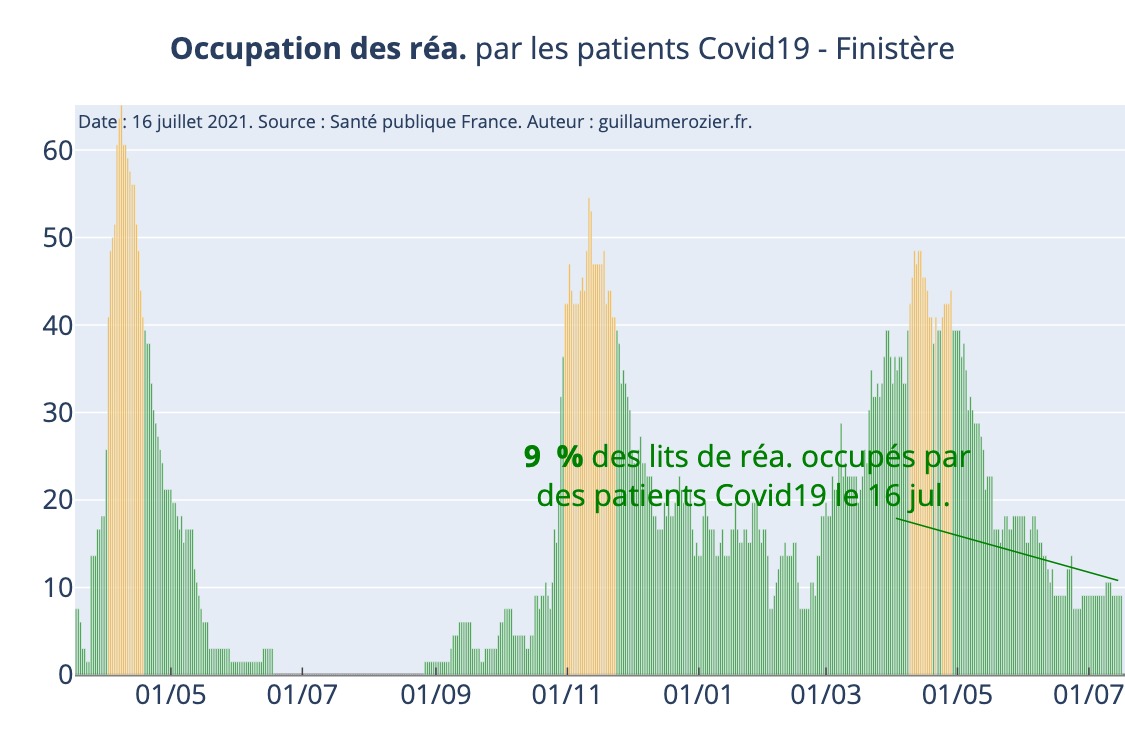 Occupation des réa. par les patients Covid19 - Finistère
Date : 16 juillet 2021. Source : Santé publique France. Auteur : guillaumerozier.fr.
60
50
40
30
9 % des lits de réa. occupés par
des patients Covid19 le 16 jul.
20
10
0
01/05 01/07 01/09 01/11 01/01 01/03 01/05 01/07